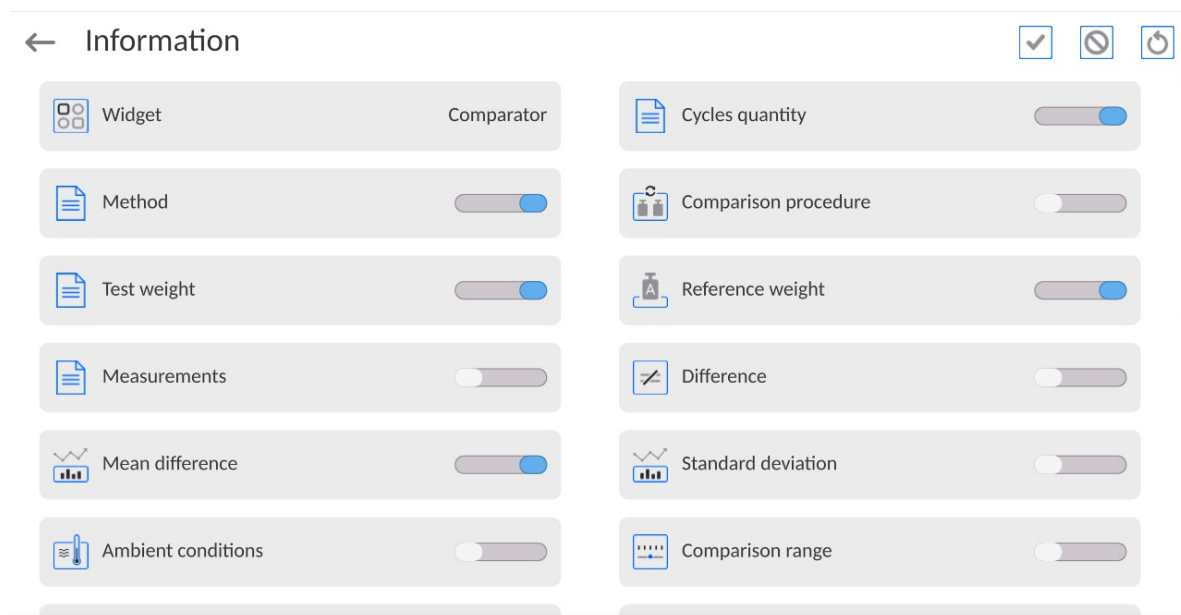 Information
Widget Comparator
Cycles quantity
Method
Comparison procedure
Test weight
A
Reference weight
Measurements
Difference
Mean difference
Standard deviation
Ambient conditions
Comparison range